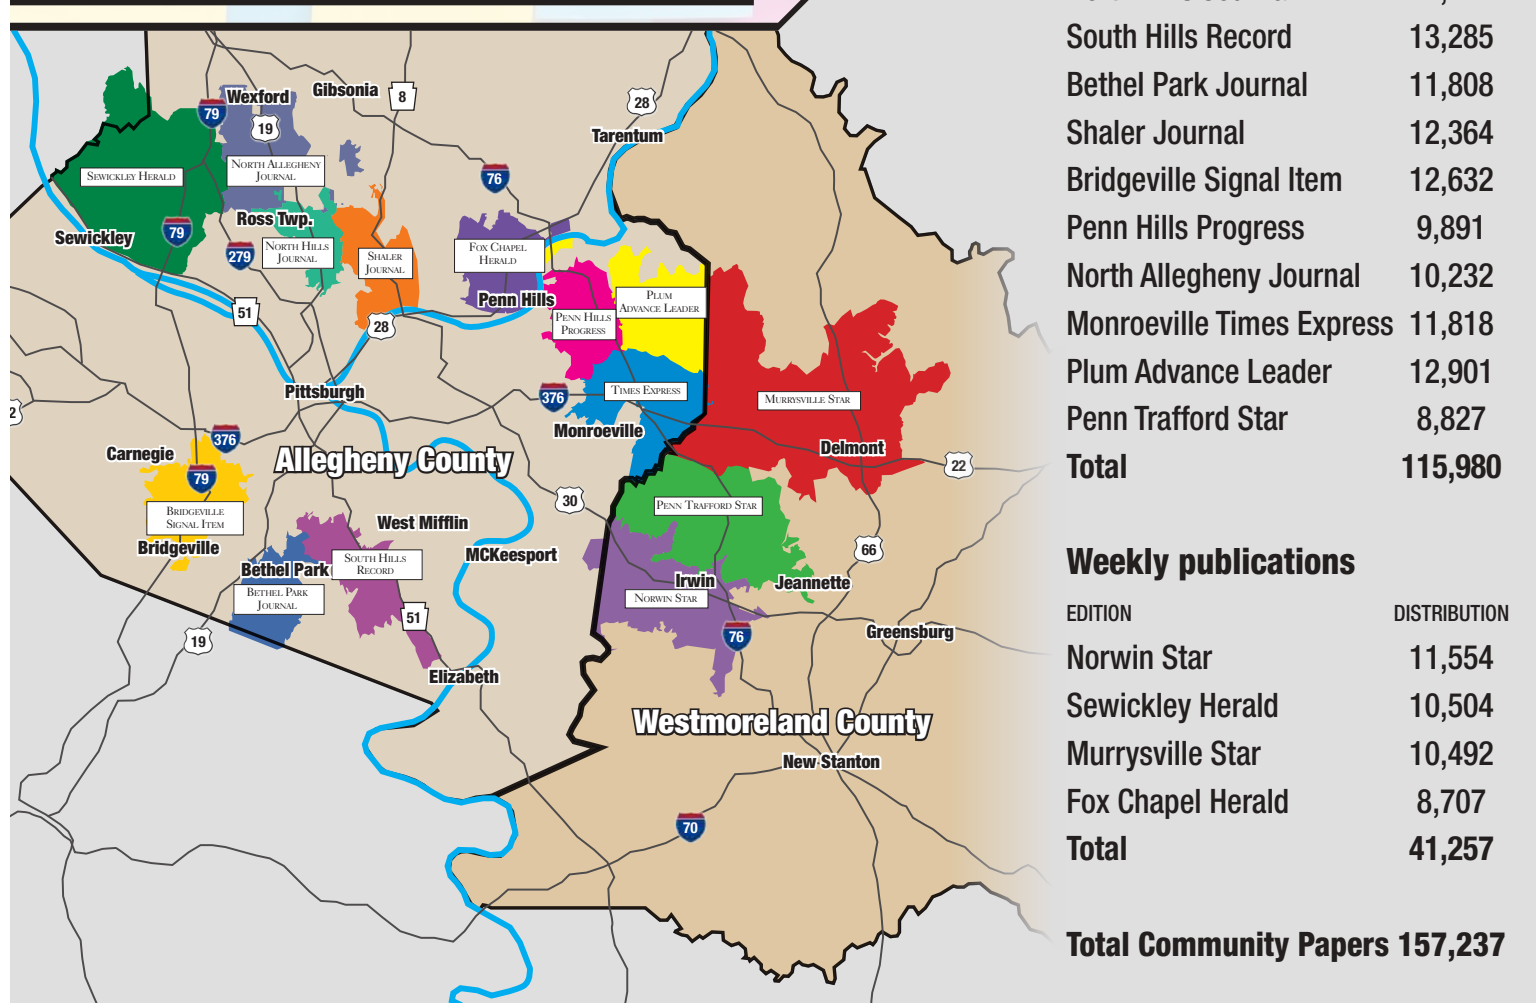 South Hills Record 13,285
Bethel Park Journal 11,808
Shaler Journal 12,364
Bridgeville Signal Item 12,632
Penn Hills Progress 9,891
North Allegheny Journal 10,232
Monroeville Times Express 11,818
Plum Advance Leader 12,901
Penn Trafford Star 8,827
Total 115,980
Weekly publications
EDITION DISTRIBUTION
Norwin Star 11,554
Sewickley Herald 10,504
Murrysville Star 10,492
Fox Chapel Herald 8,707
Total 41,257
Total Community Papers 157,237
Wexford
Gibsonia
8
79
19
28
Tarentum
Sewickley Herald
North Allegheny
Journal
76
Ross Twp.
Sewickley
79
279
North Hills
Journal
Shaler
Journal
Fox Chapel
Herald
Penn Hills
Plum
Advance Leader
Penn Hills
Progress
51
28
Pittsburgh
376
Times Express
Murrysville Star
2
Monroeville
Delmont
Carnegie
376
Allegheny County
22
79
30
Penn Trafford Star
Bridgeville
Signal Item
West Mifflin
Bridgeville
MCKeesport
66
Bethel Park
South Hills
Record
Irwin
Jeannette
Bethel Park
Journal
Norwin Star
51
19
76
Greensburg
Elizabeth
Westmoreland County
New Stanton
70